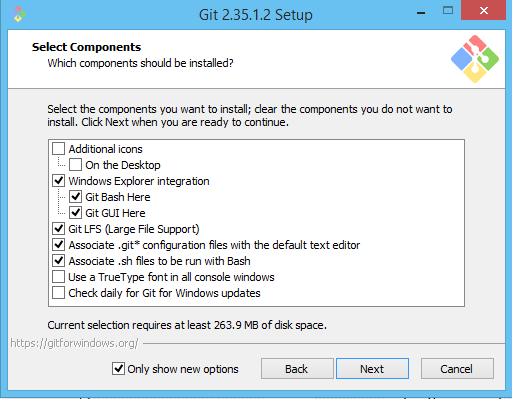 Git 2.35.1.2 Setup
Select Components
Which components should be installed?
Select the components you want to install; clear the components you do not want to
install. Click Next when you are ready to continue.
Additional icons
On the Desktop
Windows Explorer integration
Git Bash Here
Git GUI Here
Git LFS (Large File Support)
Associate .git* configuration files with the default text editor
Associate .sh files to be run with Bash
Use a TrueType font in all console windows
Check daily for Git for Windows updates
Current selection requires at least 263.9 MB of disk space.
https://gitforwindows.org/
Only show new options
Back
Next
Cancel